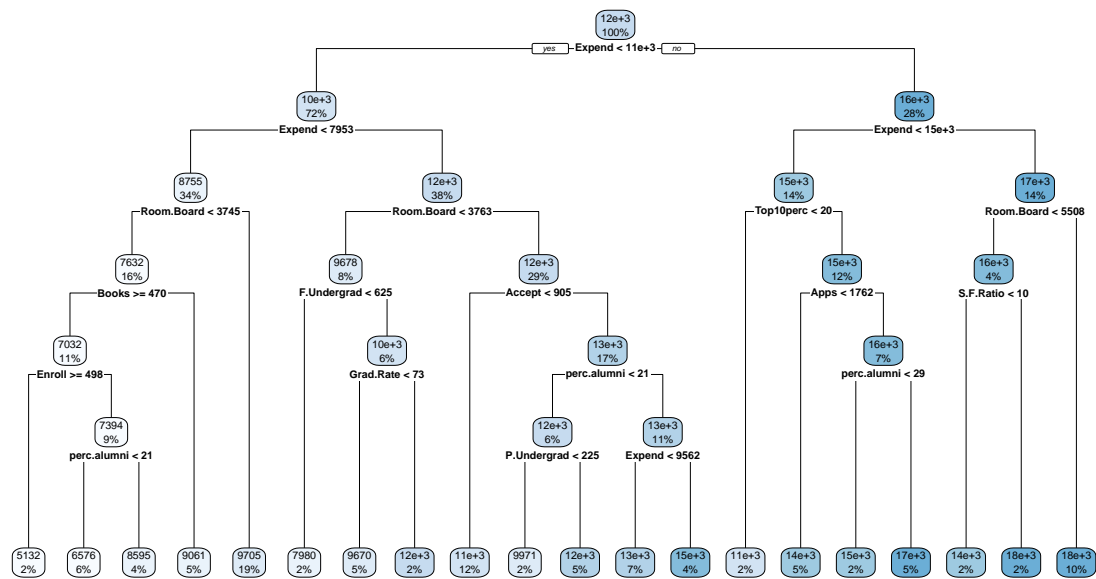 12e+3
100%
yes Expend < 11e+3 no
10e+3
72%
Expend < 7953
16e+3
28%
Expend < 15e+3
8755
34%
Room.Board < 3745
12e+3
38%
Room.Board < 3763
15e+3
14%
Top10perc < 20
17e+3
14%
Room.Board < 5508
7632
16%
Books >= 470
9678
8%
F.Undergrad < 625
12e+3
29%
Accept < 905
15e+3
12%
Apps < 1762
16e+3
4%
S.F.Ratio < 10
7032
11%
Enroll >= 498
10e+3
6%
Grad.Rate < 73
13e+3
17%
perc.alumni < 21
16e+3
7%
perc.alumni < 29
7394
9%
perc.alumni < 21
12e+3
6%
P.Undergrad < 225
13e+3
11%
Expend < 9562
5132
2%
6576
6%
8595
4%
9061
5%
9705
19%
7980
2%
9670
5%
12e+3
2%
11e+3
12%
9971
2%
12e+3
5%
13e+3
7%
15e+3
4%
11e+3
2%
14e+3
5%
15e+3
2%
17e+3
5%
14e+3
2%
18e+3
2%
18e+3
10%